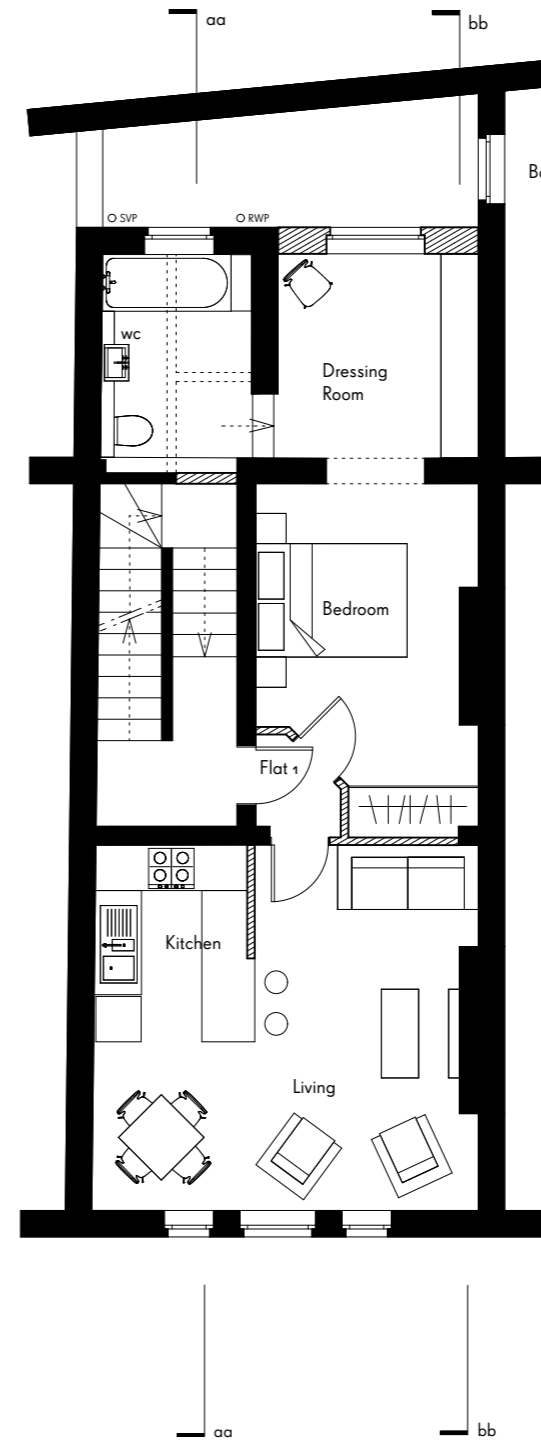 aa
bb
Ba
SVP
RWP
wc
Dressing
Room
Bedroom
Flat 1
Kitchen
Living
aa
bb